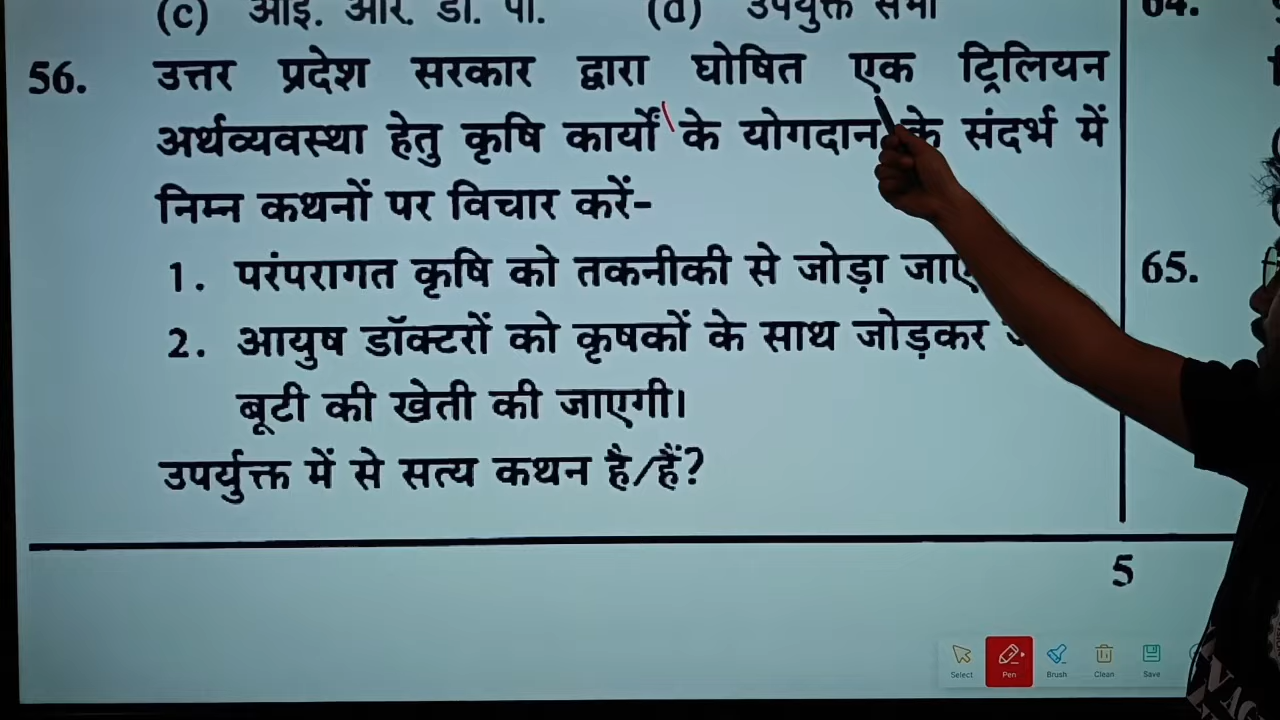 (c) आई. आर. डी. पी. (d) उपर्युक्त सभी
64.
56. उत्तर प्रदेश सरकार द्वारा घोषित एक ट्रिलियन
अर्थव्यवस्था हेतु कृषि कार्यों के योगदान के संदर्भ में
निम्न कथनों पर विचार करें-
1. परंपरागत कृषि को तकनीकी से जोड़ा
65.
2. आयुष डॉक्टरों को कृषकों के साथ जोड़कर
बूटी की खेती की जाएगी।
उपर्युक्त में से सत्य कथन है/हैं?
5
Select Pen Brush Clean Save